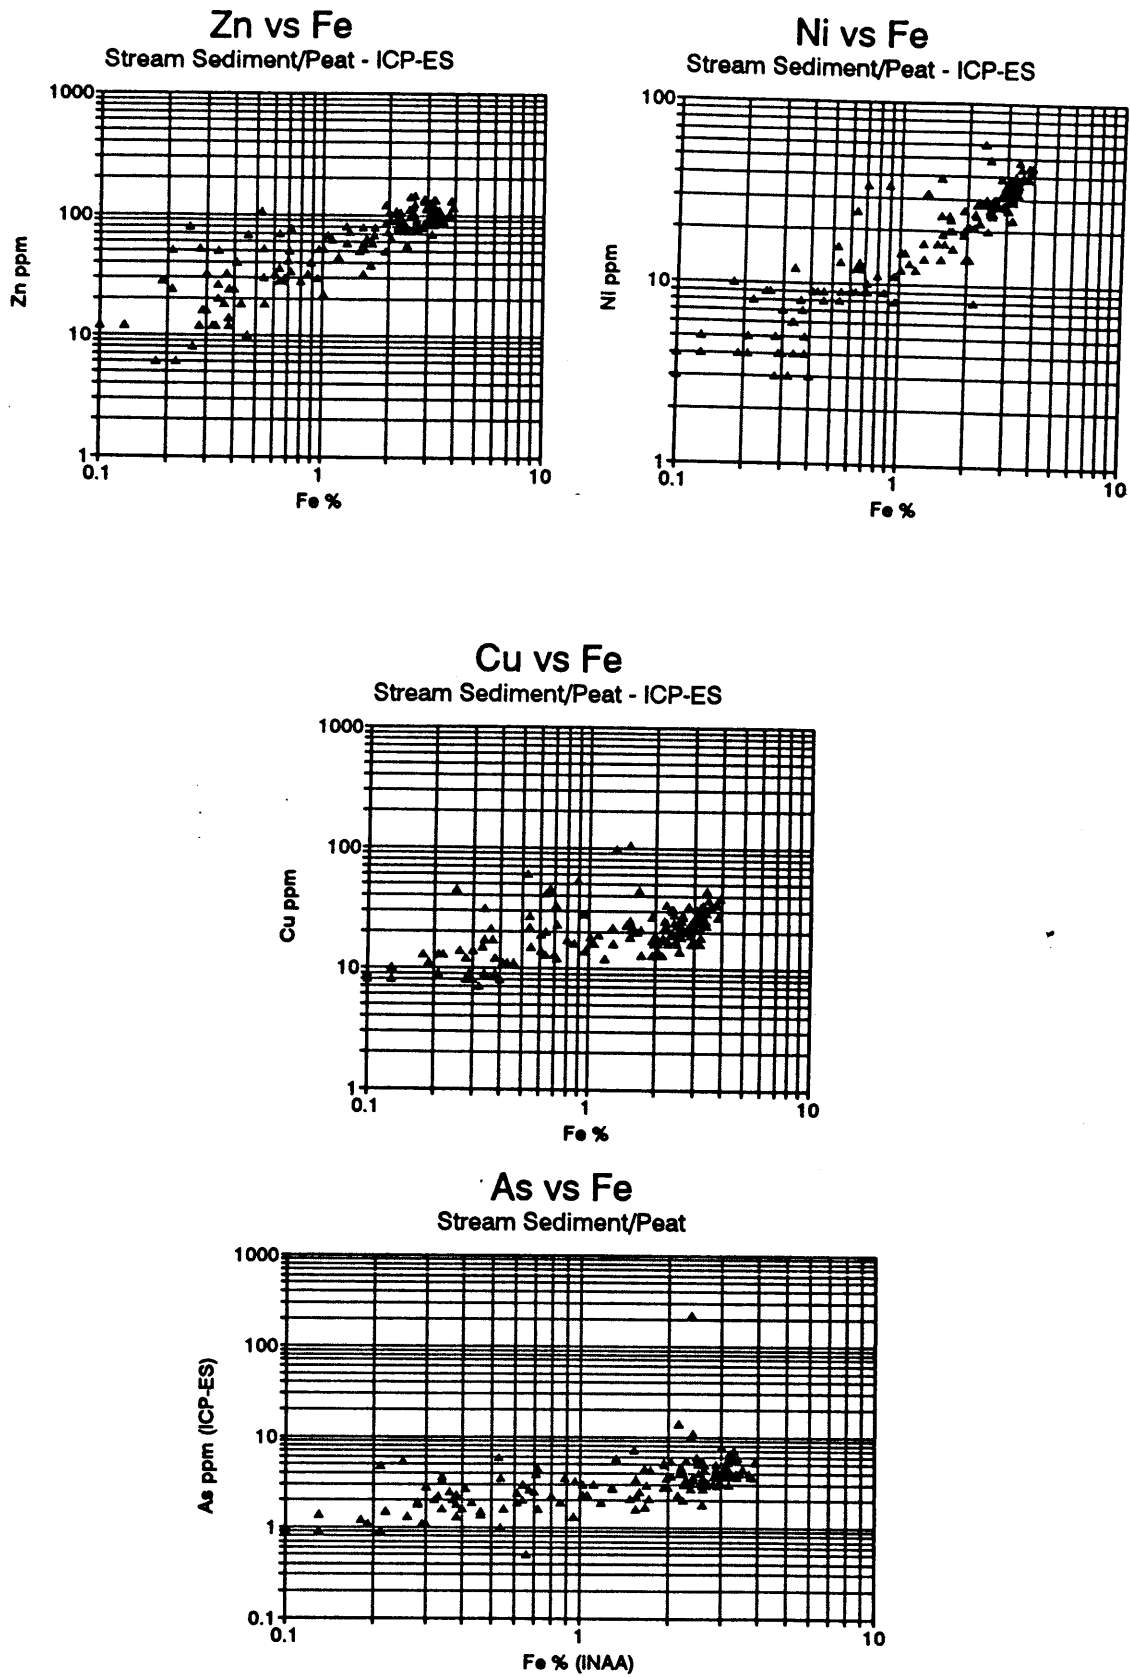 Zn vs Fe
Stream Sediment/Peat - ICP-ES
1000
100
10
1
Zn ppm
0.1
1
10
Fe %
Ni vs Fe
Stream Sediment/Peat - ICP-ES
100
10
1
Ni ppm
0.1
1
10
Fe %
Cu vs Fe
Stream Sediment/Peat - ICP-ES
1000
100
10
1
Cu ppm
0.1
1
10
Fe %
As vs Fe
Stream Sediment/Peat
1000
100
10
1
0.1
As ppm (ICP-ES)
0.1
1
10
Fe % (INAA)